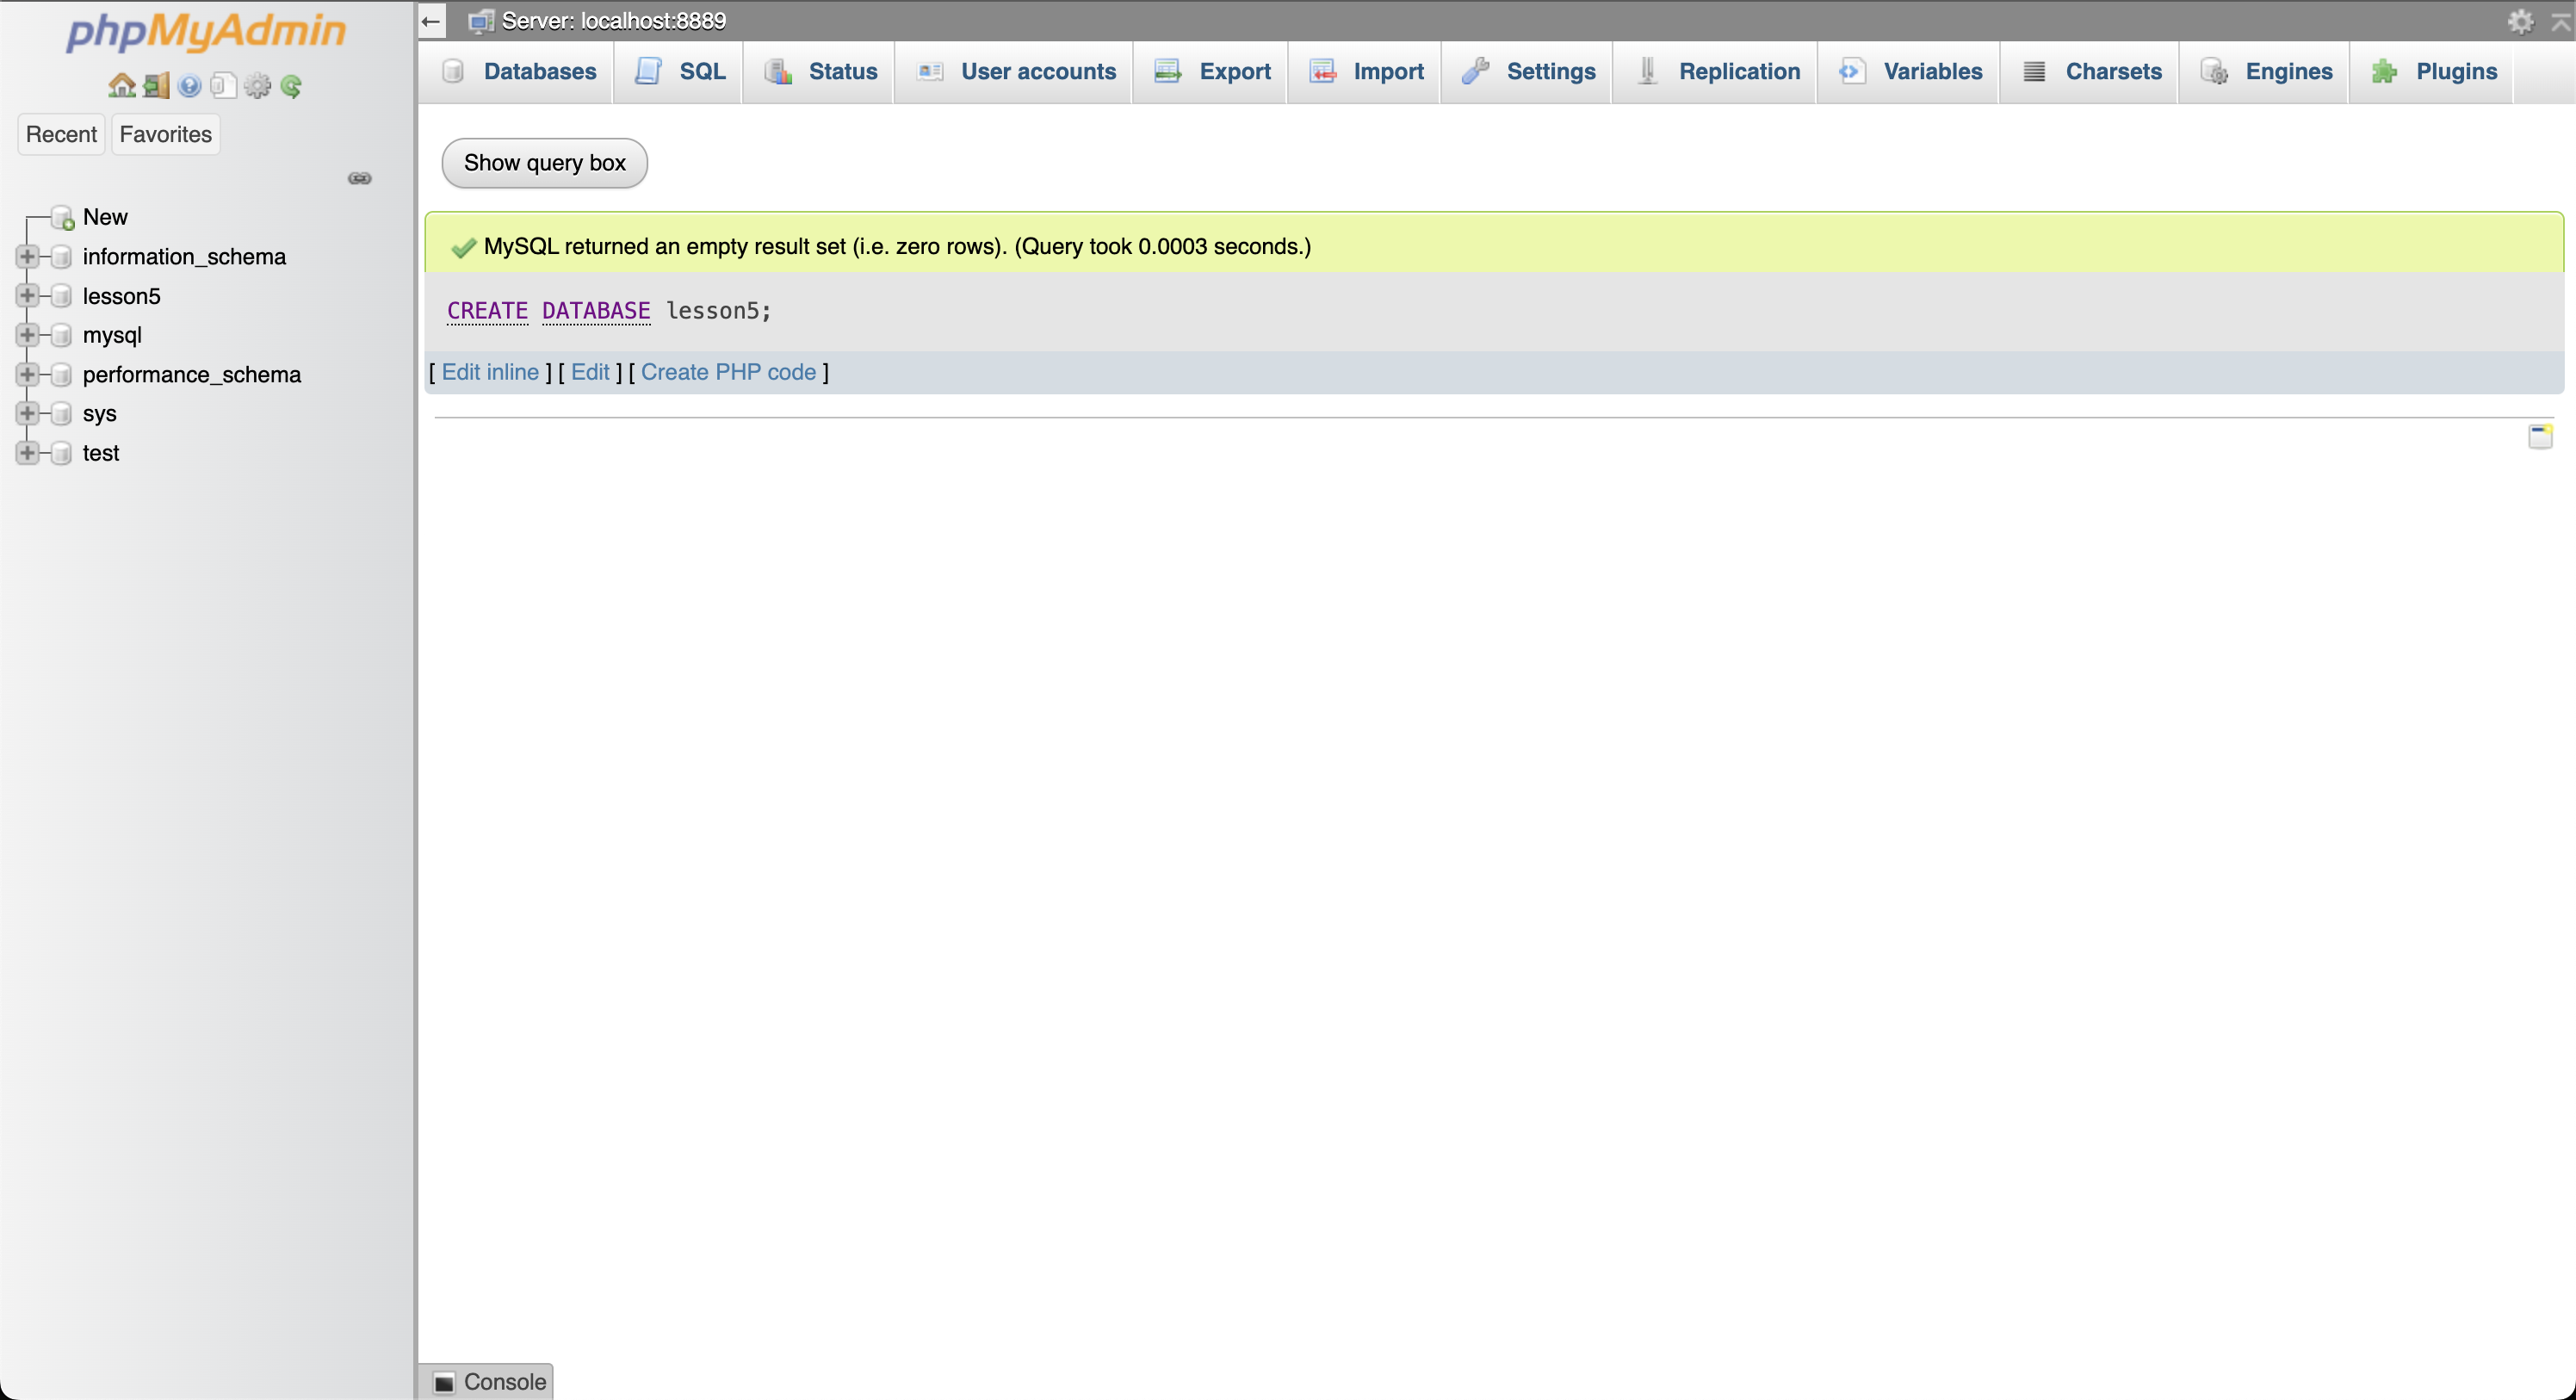 phpMyAdmin
Recent Favorites
New
information_schema
lesson5
mysql
performance_schema
sys
test
Server: localhost:8889
Databases SQL Status User accounts Export Import Settings Replication Variables Charsets Engines Plugins
Show query box
MySQL returned an empty result set (i.e. zero rows). (Query took 0.0003 seconds.)
CREATE DATABASE lesson5;
[ Edit inline ] [ Edit ] [ Create PHP code ]
Console